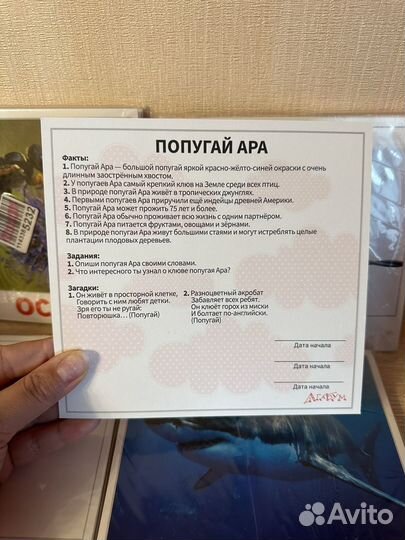 ПОПУГАЙ АРА
Факты:
1. Попугай Ара — большой попугай яркой красно-жёлто-синей окраски с очень
длинным заострённым хвостом.
2. У попугаев Ара самый крепкий клюв на Земле среди всех птиц.
3. В природе попугай Ара живёт в тропических джунглях.
4. Первыми попугаев Ара приручили ещё индейцы древней Америки.
5. Попугай Ара может прожить 75 лет и более.
6. Попугай Ара обычно проживает всю жизнь с одним партнёром.
7. Попугай Ара питается фруктами, овощами и зёрнами.
8. В природе попугаи Ара живут большими стаями и могут истреблять целые
плантации плодовых деревьев.
Задания:
1. Опиши попугая Ара своими словами.
2. Что интересного ты узнал о клюве попугая Ара?
Загадки:
1. Он живёт в просторной клетке,
Говорить с ним любят детки.
Зря его ты не ругай:
Повторюшка... (Попугай)
2. Разноцветный акробат
Забавляет всех ребят.
Он клюёт горох из миски
И болтает по-английски.
(Попугай)
Дата начала
Дата начала
Дата начала
ОС
Avito